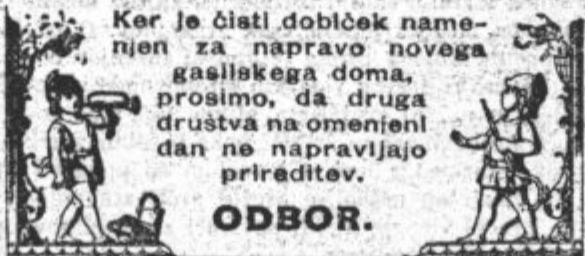 Ker je čisti dobiček name-
njen za napravo novega
gasilskega doma,
prosimo, da druga
društva na omenjeni
dan ne napravljajo
prireditev.
ODBOR.